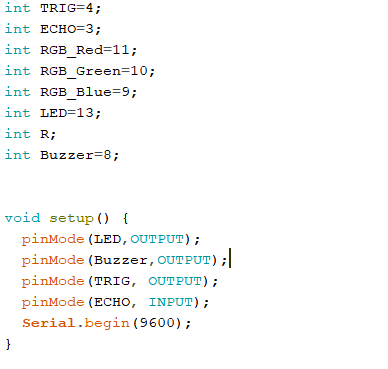 int TRIG=4;
int ECHO=3;
int RGB_Red=11;
int RGB_Green=10;
int RGB_Blue=9;
int LED=13;
int R;
int Buzzer=8;
void setup() {
pinMode(LED,OUTPUT);
pinMode(Buzzer,OUTPUT);
pinMode(TRIG, OUTPUT);
pinMode(ECHO, INPUT);
Serial.begin(9600);
}